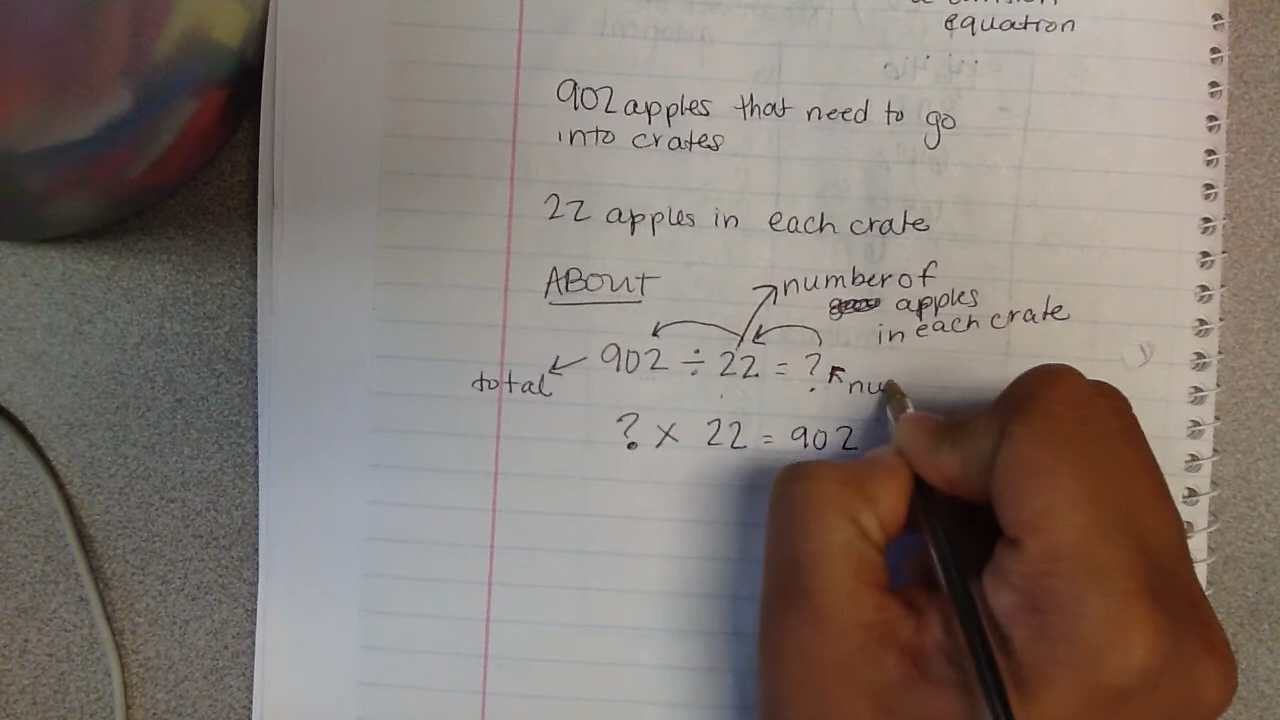 equation
902 apples that need to go
into crates
22 apples in each crate
ABOUT
number of
apples
in each crate
902 ÷ 22 = ?
total
nu
? × 22 = 902